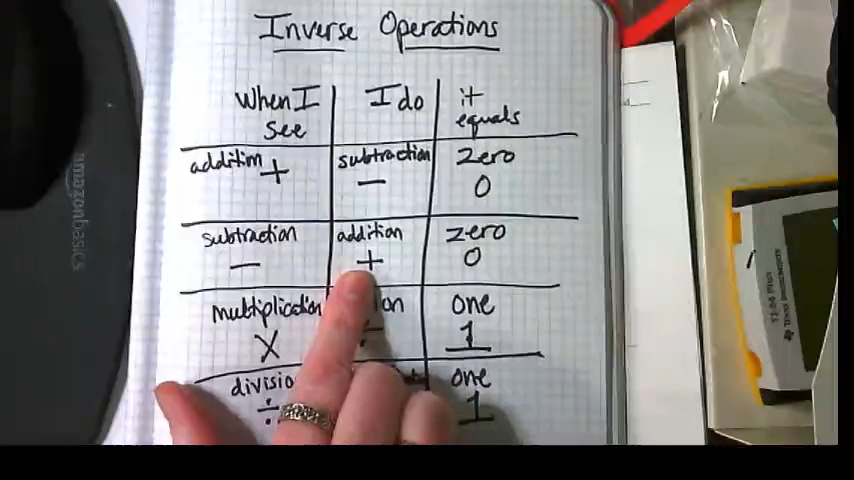 Inverse Operations
When I see
I do
it equals
addition +
subtraction −
zero 0
subtraction −
addition +
zero 0
multiplication X
one 1
division ÷
one 1
amazonbasics